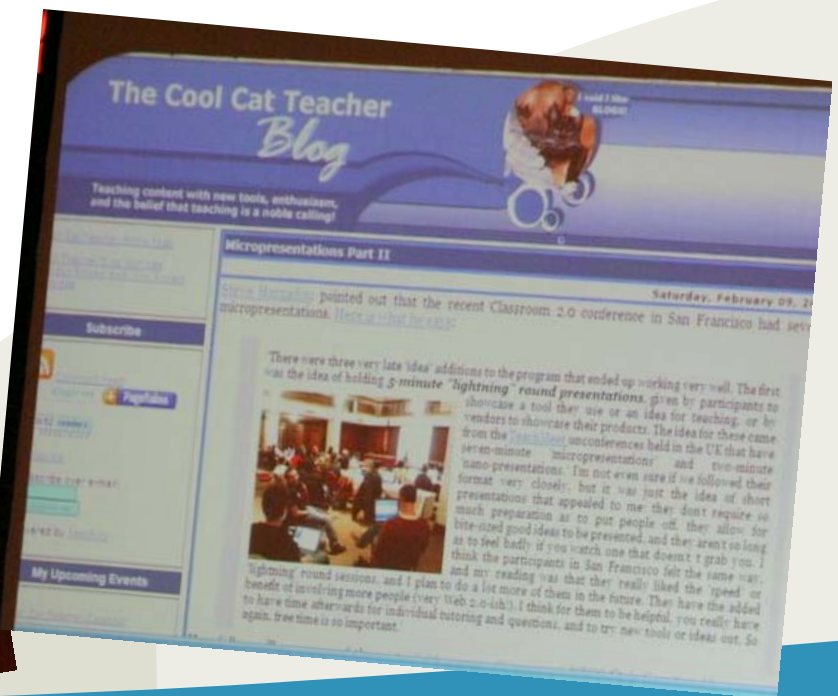 The Cool Cat Teacher
Blog
Teaching content with new tools, enthusiasm,
and the belief that teaching is a noble calling!
I said I like
BLOGS!
Micropresentations Part II
Saturday, February 09, 2
Steve Hargadon pointed out that the recent Classroom 2.0 conference in San Francisco had
micropresentations. Here is what he says:
'There were three very late 'idea' additions to the program that ended up working very well. The first
was the idea of holding 5-minute "lightning" round presentations, given by participants to
showcase a tool they use or an idea for teaching, or by
vendors to showcase their products. The idea for these came
from the TeachMeet unconferences held in the UK that have
seven-minute 'micropresentations' and two-minute
'nano-presentations.' I'm not even sure if we followed their
format very closely, but it was just the idea of short
presentations that appealed to me: they don't require so
much preparation as to put people off, they allow for
bite-sized good ideas to be presented, and they aren't so long
as to feel badly if you watch one that doesn't grab you. I
think the participants in San Francisco felt the same way,
and my reading was that they really liked the 'speed' or
'lightning' round sessions, and I plan to do a lot more of them in the future. They have the added
benefit of involving more people (very Web 2.0-ish!). I think for them to be helpful, you really have
to have time afterwards for individual tutoring and questions, and to try new tools or ideas out. So
again, free time is so important.'
Subscribe
Pageflakes
over email
My Upcoming Events